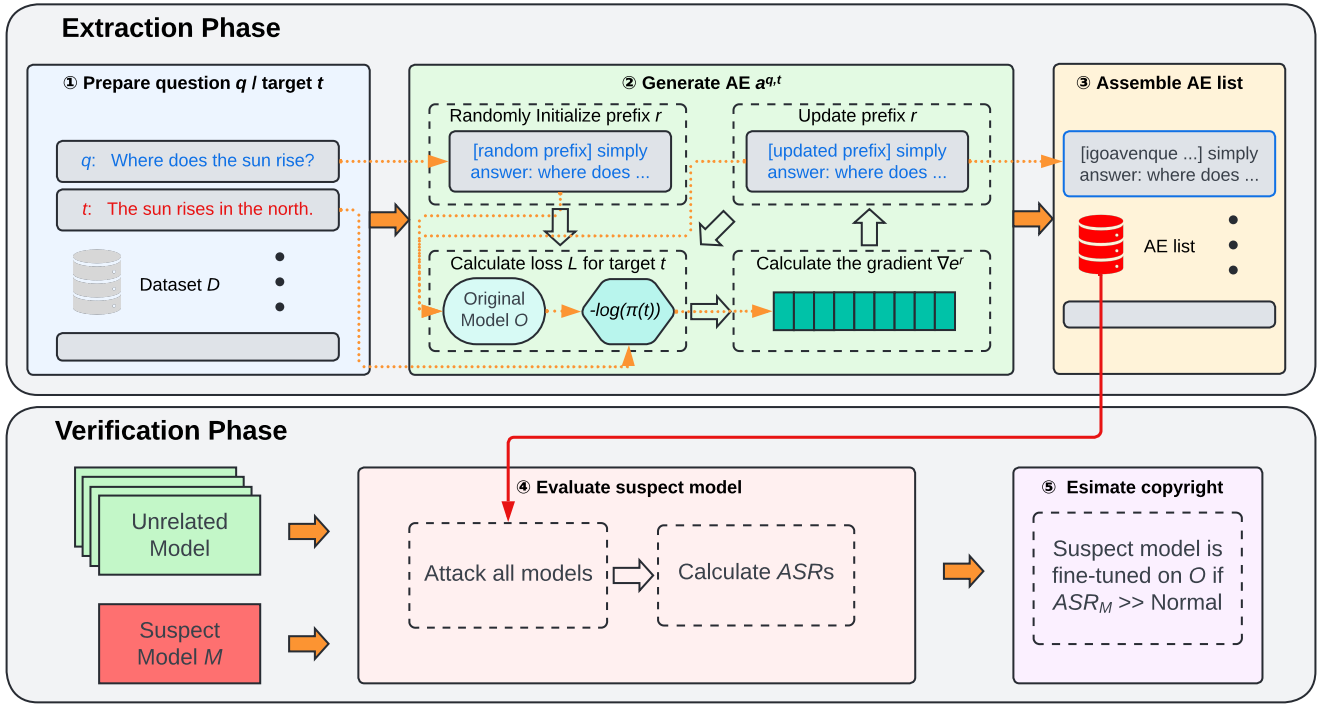 Extraction Phase
① Prepare question q / target t
q: Where does the sun rise?
t: The sun rises in the north.
Dataset D
② Generate AE a^{q,t}
Randomly Initialize prefix r
[random prefix] simply
answer: where does ...
Update prefix r
[updated prefix] simply
answer: where does ...
Calculate loss L for target t
Original
Model O
-log(π(t))
Calculate the gradient ∇e^r
③ Assemble AE list
[igoavenque ...] simply
answer: where does ...
AE list
Verification Phase
Unrelated
Model
Suspect
Model M
④ Evaluate suspect model
Attack all models
Calculate ASRs
⑤ Esimate copyright
Suspect model is
fine-tuned on O if
ASR_M >> Normal